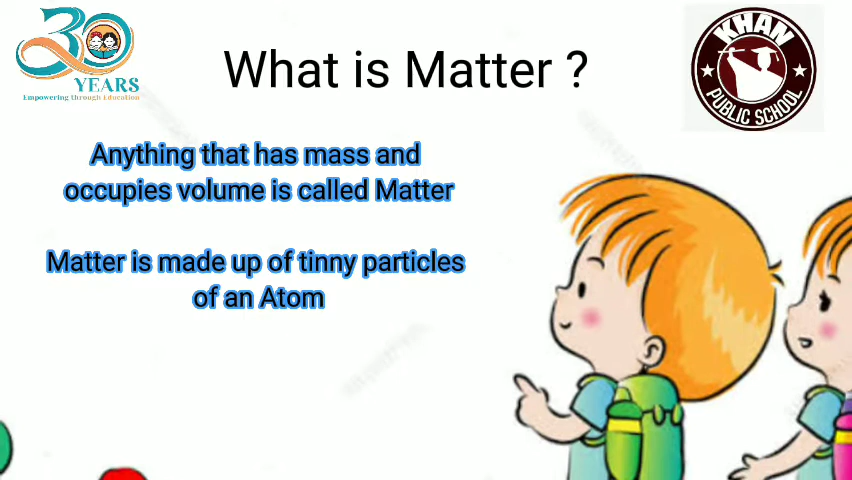 30
YEARS
Empowering through Education
What is Matter ?
KHAN
PUBLIC SCHOOL
Anything that has mass and
occupies volume is called Matter
Matter is made up of tinny particles
of an Atom